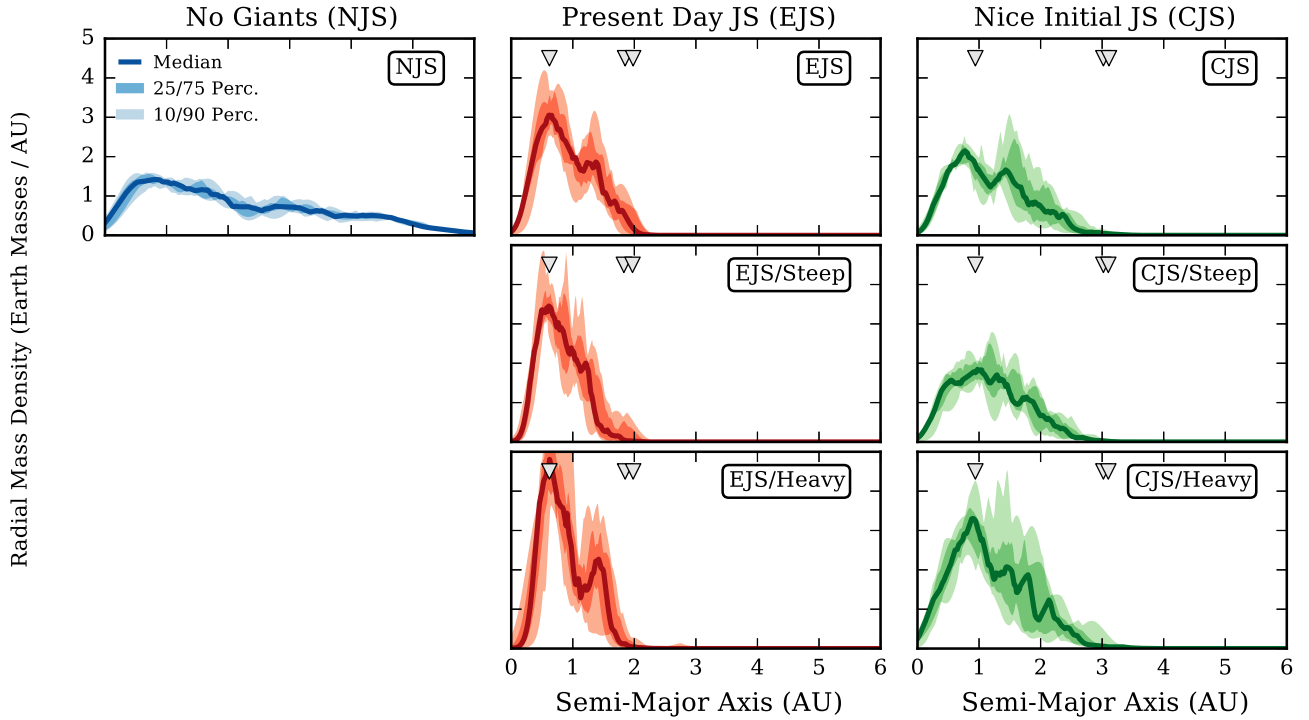 No Giants (NJS)
Present Day JS (EJS)
Nice Initial JS (CJS)
5
4
3
2
1
0
Median
25/75 Perc.
10/90 Perc.
NJS
EJS
CJS
Radial Mass Density (Earth Masses / AU)
EJS/Steep
CJS/Steep
EJS/Heavy
CJS/Heavy
0 1 2 3 4 5 6
0 1 2 3 4 5 6
Semi-Major Axis (AU)
Semi-Major Axis (AU)